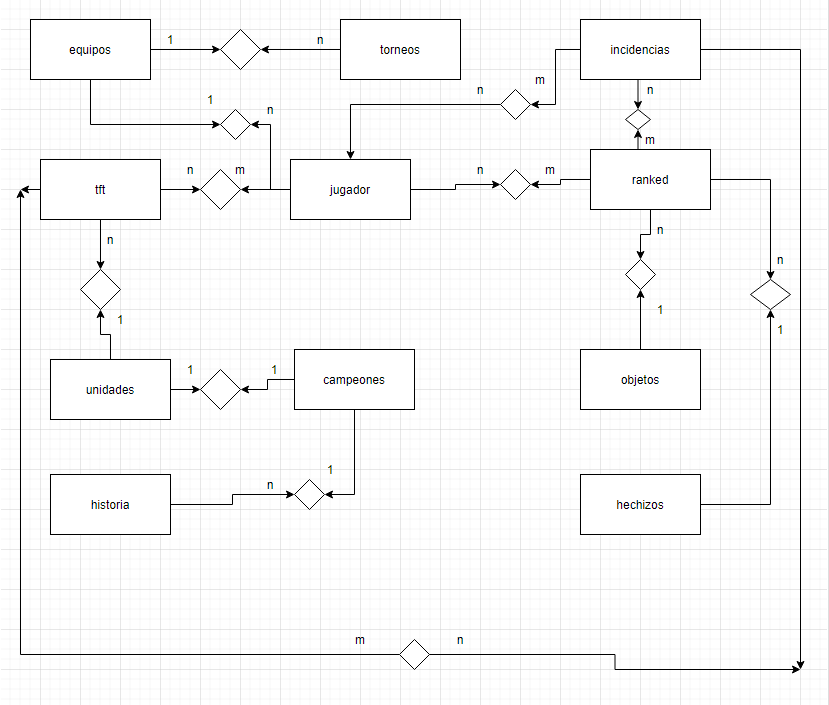 equipos
1
n
torneos
incidencias
1
n
n
m
n
m
tft
n
m
jugador
n
m
ranked
n
n
n
1
1
1
unidades
1
1
campeones
objetos
historia
n
1
hechizos
m
n